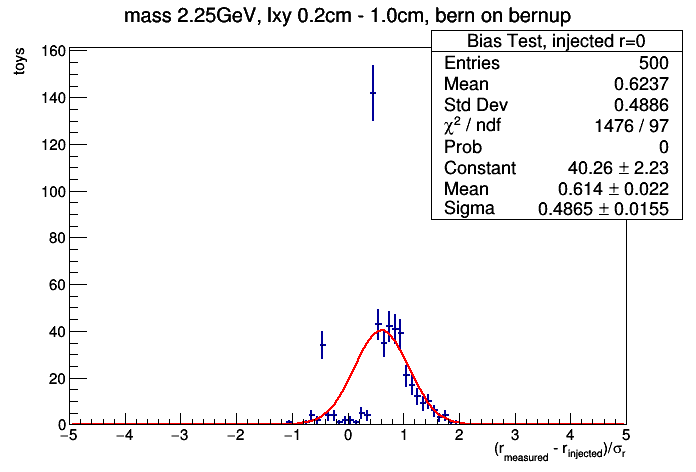 mass 2.25GeV, lxy 0.2cm - 1.0cm, bern on bernup
Bias Test, injected r=0
Entries 500
Mean 0.6237
Std Dev 0.4886
χ² / ndf 1476 / 97
Prob 0
Constant 40.26 ± 2.23
Mean 0.614 ± 0.022
Sigma 0.4865 ± 0.0155
toys
160
140
120
100
80
60
40
20
0
−5 −4 −3 −2 −1 0 1 2 3 4 5
(r_measured - r_injected)/σ_r